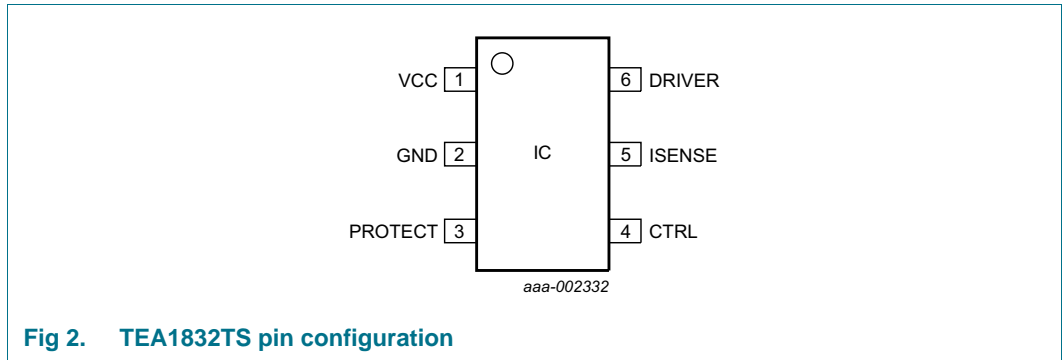 VCC 1 6 DRIVER
GND 2 IC 5 ISENSE
PROTECT 3 4 CTRL
aaa-002332
Fig 2. TEA1832TS pin configuration